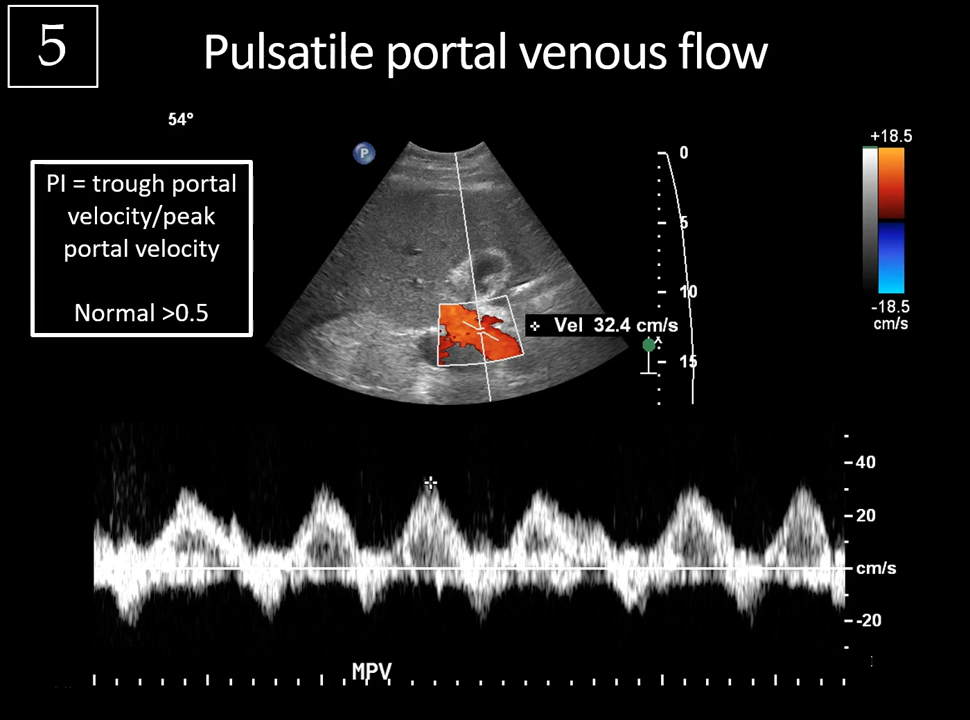 5
Pulsatile portal venous flow
54°
PI = trough portal
velocity/peak
portal velocity
Normal >0.5
P
0
5
10
15
Vel 32.4 cm/s
+18.5
-18.5
cm/s
40
20
cm/s
-20
MPV